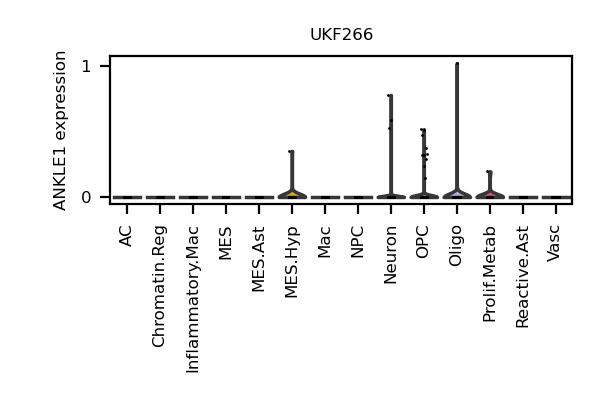 UKF266
ANKLE1 expression
1
0
AC
Chromatin.Reg
Inflammatory.Mac
MES
MES.Ast
MES.Hyp
Mac
NPC
Neuron
OPC
Oligo
Prolif.Metab
Reactive.Ast
Vasc